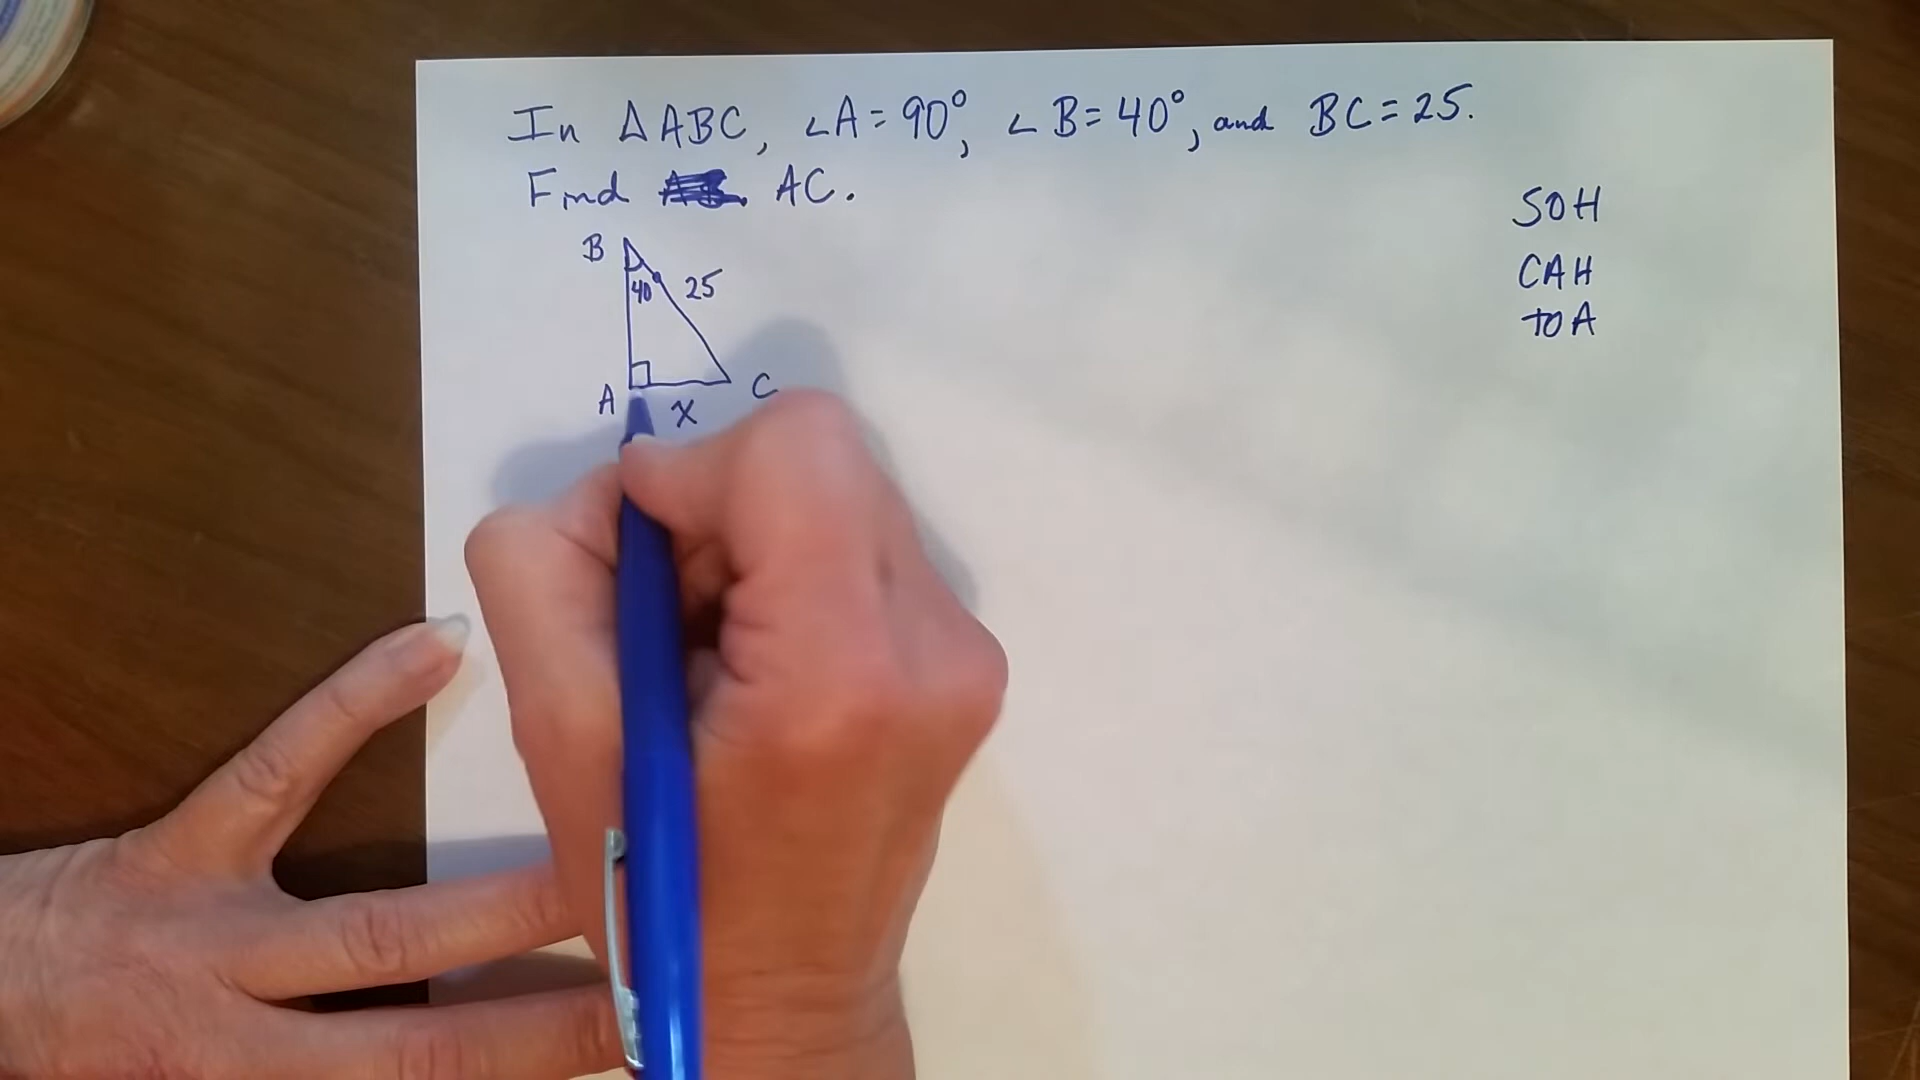 In △ABC, ∠A = 90°, ∠B = 40°, and BC = 25.
Find AC.
SOH
CAH
TOA
B
40
25
A
x
C